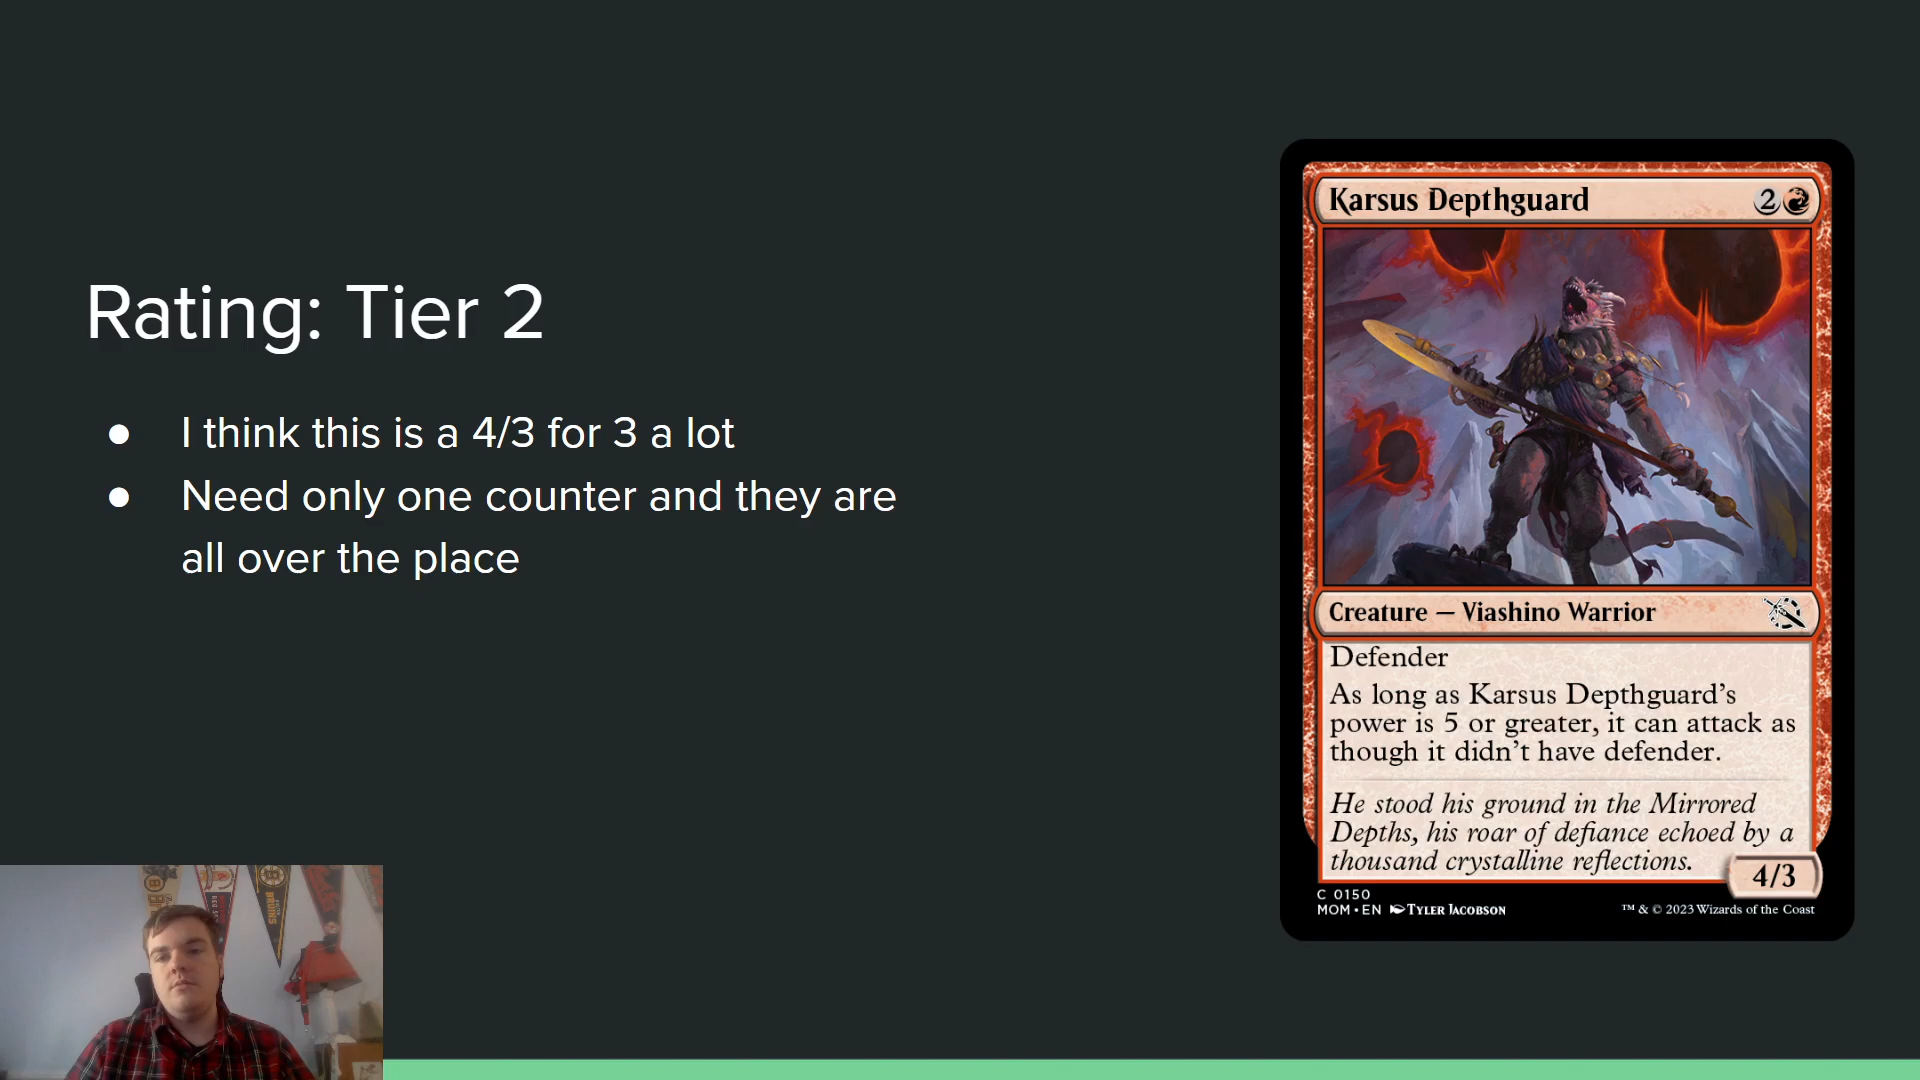 Rating: Tier 2
● I think this is a 4/3 for 3 a lot
● Need only one counter and they are
all over the place
Karsus Depthguard 2
Creature — Viashino Warrior
Defender
As long as Karsus Depthguard's
power is 5 or greater, it can attack as
though it didn't have defender.
He stood his ground in the Mirrored
Depths, his roar of defiance echoed by a
thousand crystalline reflections.
4/3
C 0150
MOM • EN TYLER JACOBSON
™ & © 2023 Wizards of the Coast
BRUINS